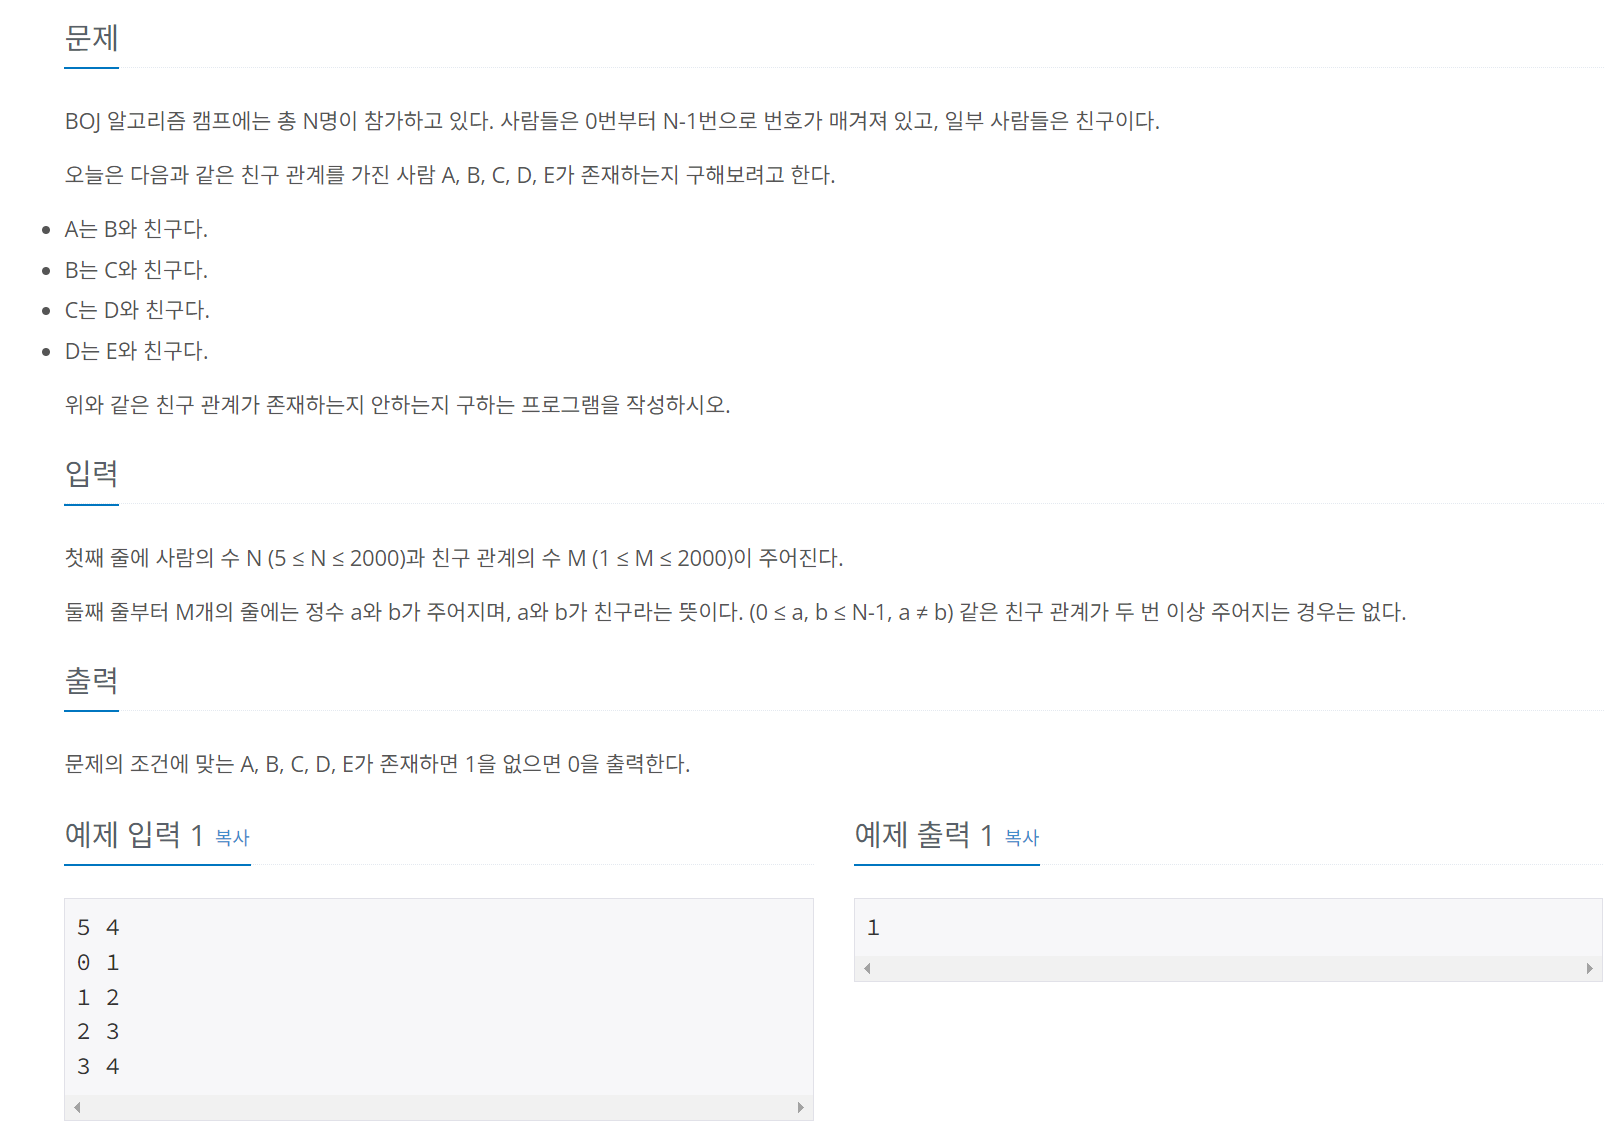 문제
BOJ 알고리즘 캠프에는 총 N명이 참가하고 있다. 사람들은 0번부터 N-1번으로 번호가 매겨져 있고, 일부 사람들은 친구이다.
오늘은 다음과 같은 친구 관계를 가진 사람 A, B, C, D, E가 존재하는지 구해보려고 한다.
• A는 B와 친구다.
• B는 C와 친구다.
• C는 D와 친구다.
• D는 E와 친구다.
위와 같은 친구 관계가 존재하는지 안하는지 구하는 프로그램을 작성하시오.
입력
첫째 줄에 사람의 수 N (5 ≤ N ≤ 2000)과 친구 관계의 수 M (1 ≤ M ≤ 2000)이 주어진다.
둘째 줄부터 M개의 줄에는 정수 a와 b가 주어지며, a와 b가 친구라는 뜻이다. (0 ≤ a, b ≤ N-1, a ≠ b) 같은 친구 관계가 두 번 이상 주어지는 경우는 없다.
출력
문제의 조건에 맞는 A, B, C, D, E가 존재하면 1을 없으면 0을 출력한다.
예제 입력 1 복사
5 4
0 1
1 2
2 3
3 4
예제 출력 1 복사
1